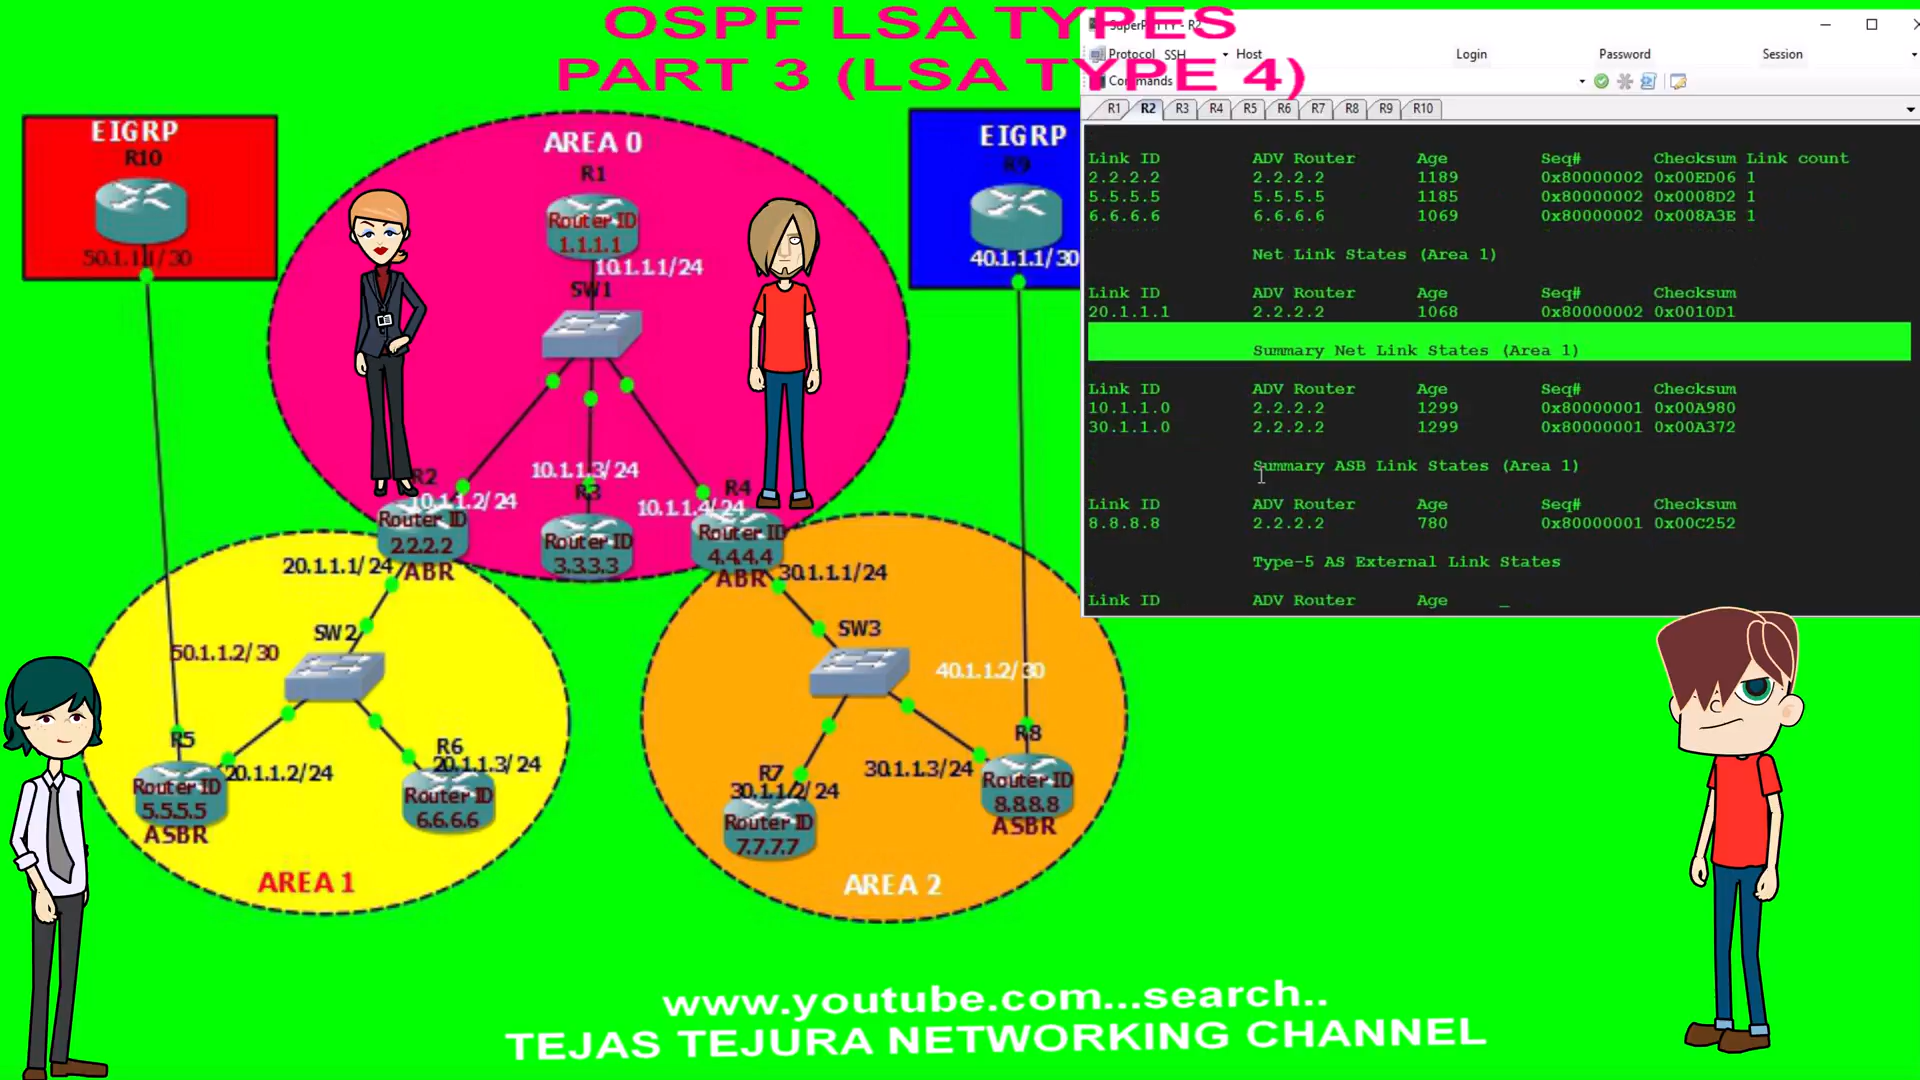 OSPF LSA TYPES
PART 3 (LSA TYPE 4)
EIGRP
R10
50.1.1.1/30
AREA 0
R1
Router ID
1.1.1.1
10.1.1.1/24
SW1
EIGRP
R9
40.1.1.1/30
R2
10.1.1.2/24
Router ID
2.2.2.2
ABR
10.1.1.3/24
R3
Router ID
3.3.3.3
R4
10.1.1.4/24
Router ID
4.4.4.4
ABR
20.1.1.1/24
SW2
50.1.1.2/30
R5
Router ID
5.5.5.5
ASBR
20.1.1.2/24
R6
20.1.1.3/24
Router ID
6.6.6.6
AREA 1
30.1.1.1/24
SW3
40.1.1.2/30
R7
30.1.1.2/24
Router ID
7.7.7.7
30.1.1.3/24
R8
Router ID
8.8.8.8
ASBR
AREA 2
Protocol SSH Host Login Password Session
Commands
R1 R2 R3 R4 R5 R6 R7 R8 R9 R10
Link ID ADV Router Age Seq# Checksum Link count
2.2.2.2 2.2.2.2 1189 0x80000002 0x00ED06 1
5.5.5.5 5.5.5.5 1185 0x80000002 0x0008D2 1
6.6.6.6 6.6.6.6 1069 0x80000002 0x008A3E 1
Net Link States (Area 1)
Link ID ADV Router Age Seq# Checksum
20.1.1.1 2.2.2.2 1068 0x80000002 0x0010D1
Summary Net Link States (Area 1)
Link ID ADV Router Age Seq# Checksum
10.1.1.0 2.2.2.2 1299 0x80000001 0x00A980
30.1.1.0 2.2.2.2 1299 0x80000001 0x00A372
Summary ASB Link States (Area 1)
Link ID ADV Router Age Seq# Checksum
8.8.8.8 2.2.2.2 780 0x80000001 0x00C252
Type-5 AS External Link States
Link ID ADV Router Age _
www.youtube.com...search..
TEJAS TEJURA NETWORKING CHANNEL